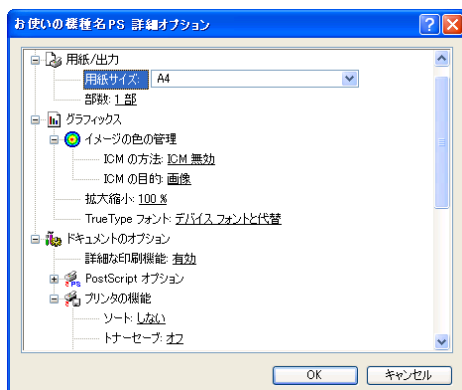 お使いの機種名 PS 詳細オプション
用紙/出力
用紙サイズ: A4
部数: 1 部
グラフィックス
イメージの色の管理
ICM の方法: ICM 無効
ICM の目的: 画像
拡大縮小: 100 %
TrueType フォント: デバイス フォントと代替
ドキュメントのオプション
詳細な印刷機能: 有効
PostScript オプション
プリンタの機能
ソート: しない
トナーセーブ: オフ
OK キャンセル